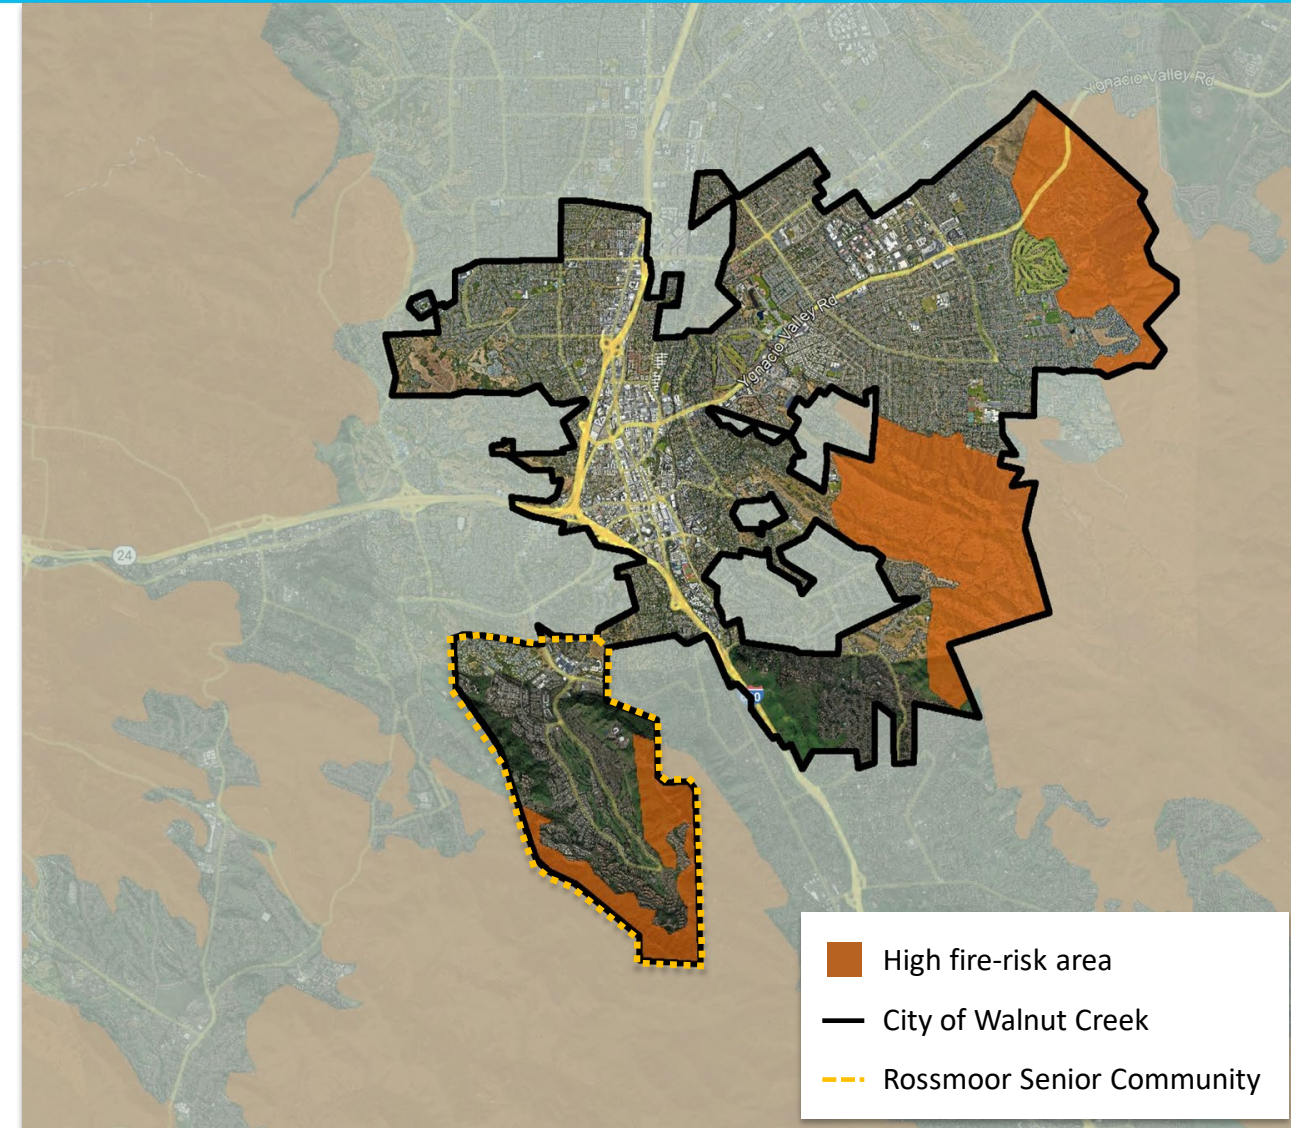 Ygnacio Valley Rd
Ygnacio Valley Rd
24
High fire-risk area
City of Walnut Creek
Rossmoor Senior Community